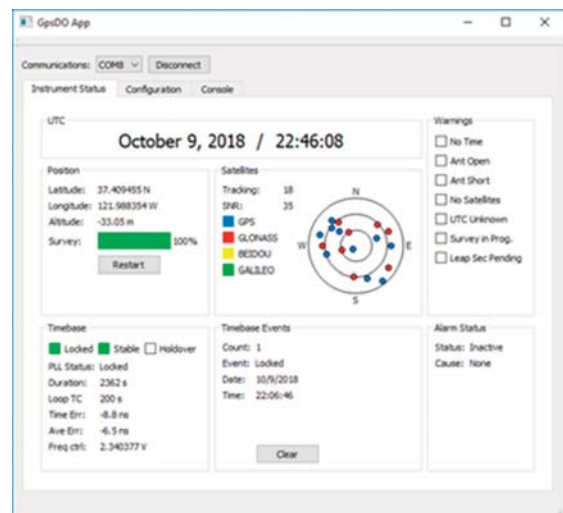 GpsDO App
Communications: COM8 Disconnect
Instrument Status Configuration Console
UTC
October 9, 2018 / 22:46:08
Warnings
No Time
Ant Open
Ant Short
No Satellites
UTC Unknown
Survey in Prog.
Leap Sec Pending
Position
Latitude: 37.409455 N
Longitude: 121.988354 W
Altitude: -33.05 m
Survey: 100%
Restart
Satellites
Tracking: 18
SNR: 35
GPS
GLONASS
BEIDOU
GALILEO
N
W
E
S
Timebase
Locked Stable Holdover
PLL Status: Locked
Duration: 2362 s
Loop TC 200 s
Time Err: -8.8 ns
Ave Err: -6.5 ns
Freq ctrl: 2.340377 V
Timebase Events
Count: 1
Event: Locked
Date: 10/9/2018
Time: 22:06:46
Clear
Alarm Status
Status: Inactive
Cause: None